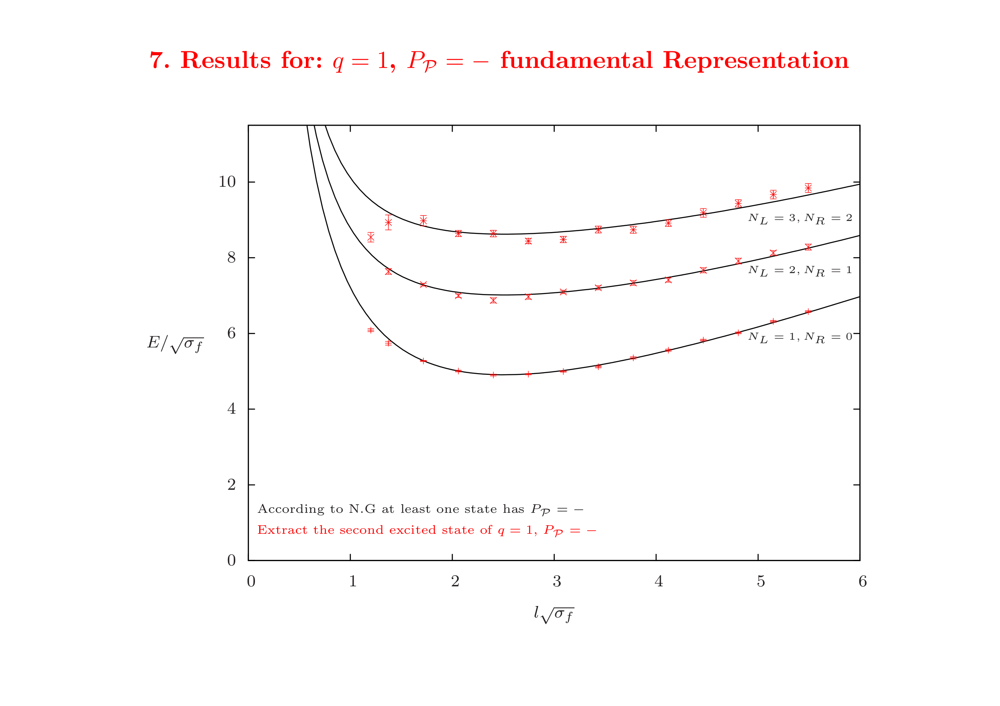 7. Results for: q = 1, P_𝒫 = − fundamental Representation
10
8
6
4
2
0
E/√σ_f
N_L = 3, N_R = 2
N_L = 2, N_R = 1
N_L = 1, N_R = 0
According to N.G at least one state has P_𝒫 = −
Extract the second excited state of q = 1, P_𝒫 = −
0 1 2 3 4 5 6
l√σ_f